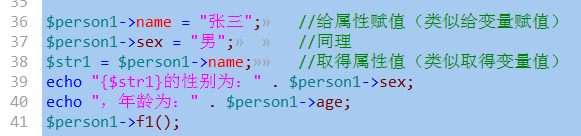 35
36 $person1->name = "张三";» //给属性赋值（类似给变量赋值）
37 $person1->sex = "男";» » //同理
38 $str1 = $person1->name;»» //取得属性值（类似取得变量值）
39 echo "{$str1}的性别为：" . $person1->sex;
40 echo "，年龄为：" . $person1->age;
41 $person1->f1();